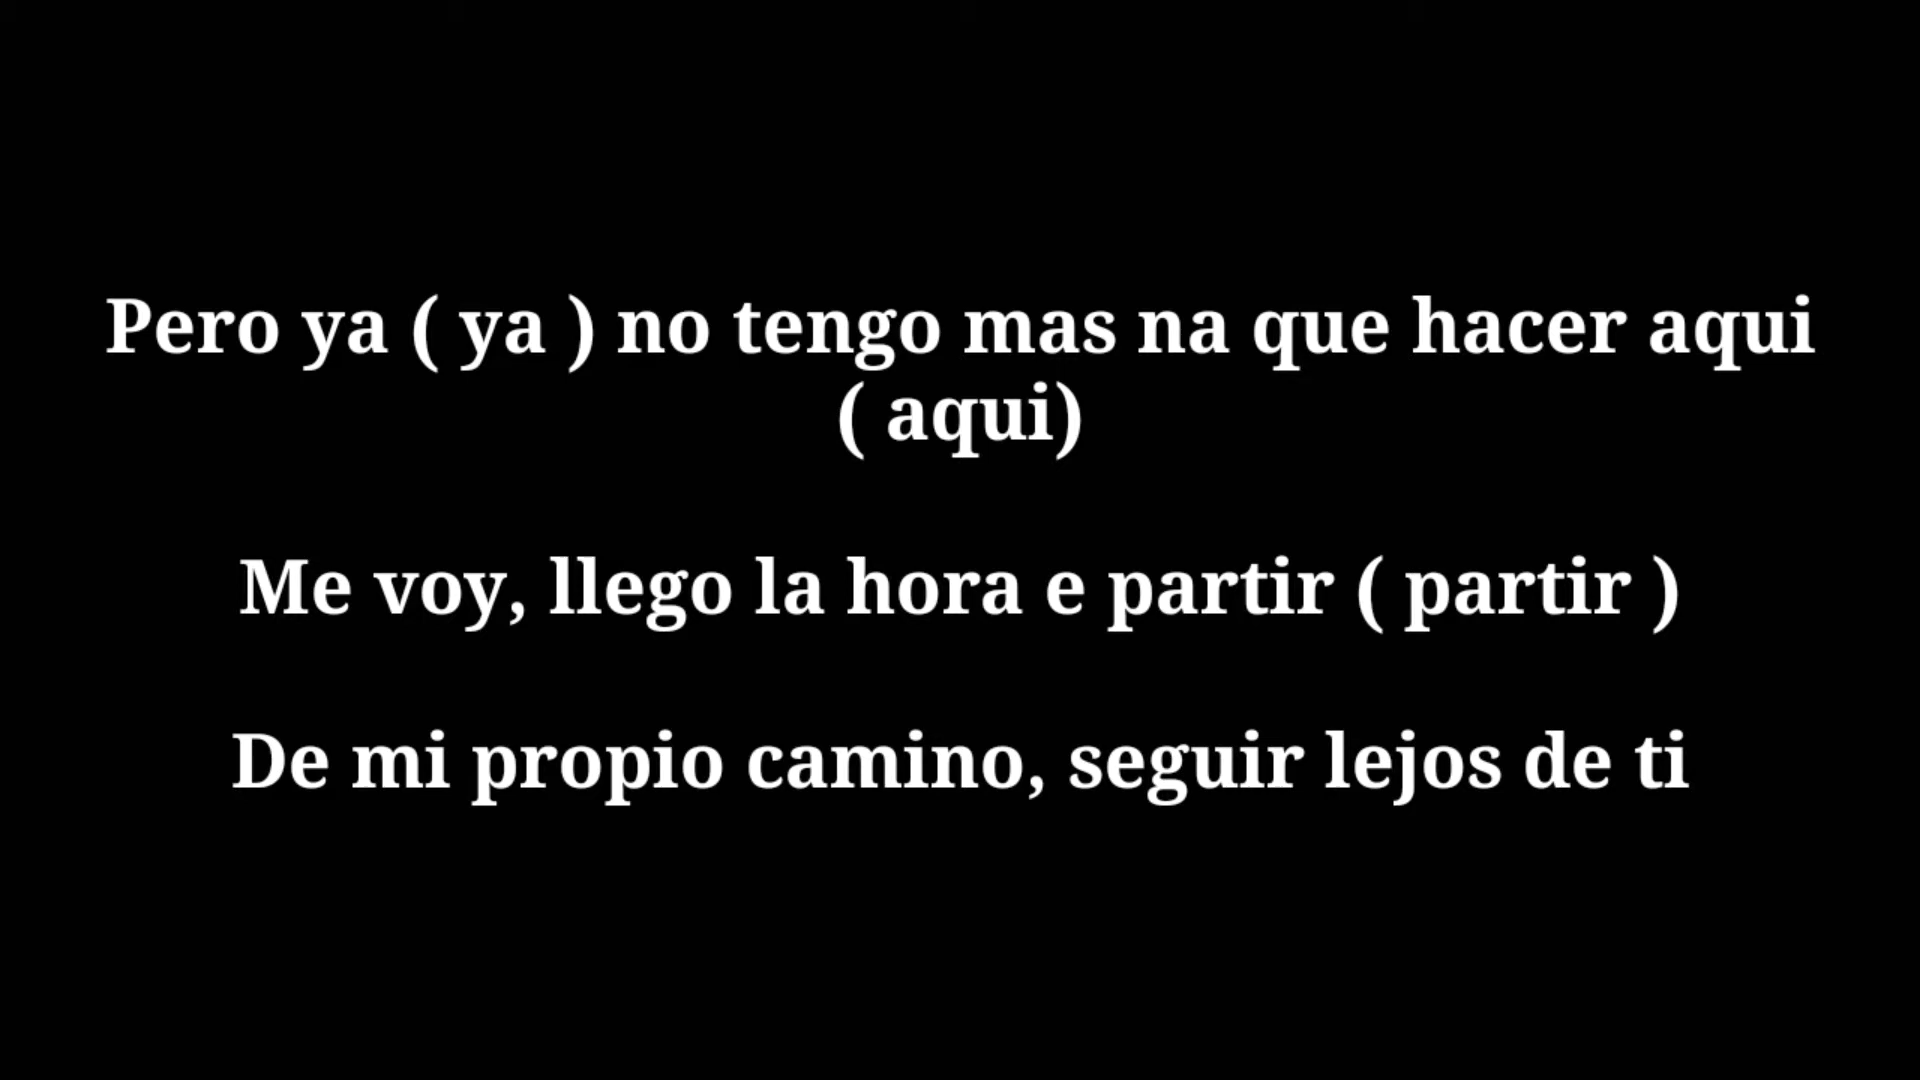 Pero ya ( ya ) no tengo mas na que hacer aqui
( aqui)
Me voy, llego la hora e partir ( partir )
De mi propio camino, seguir lejos de ti